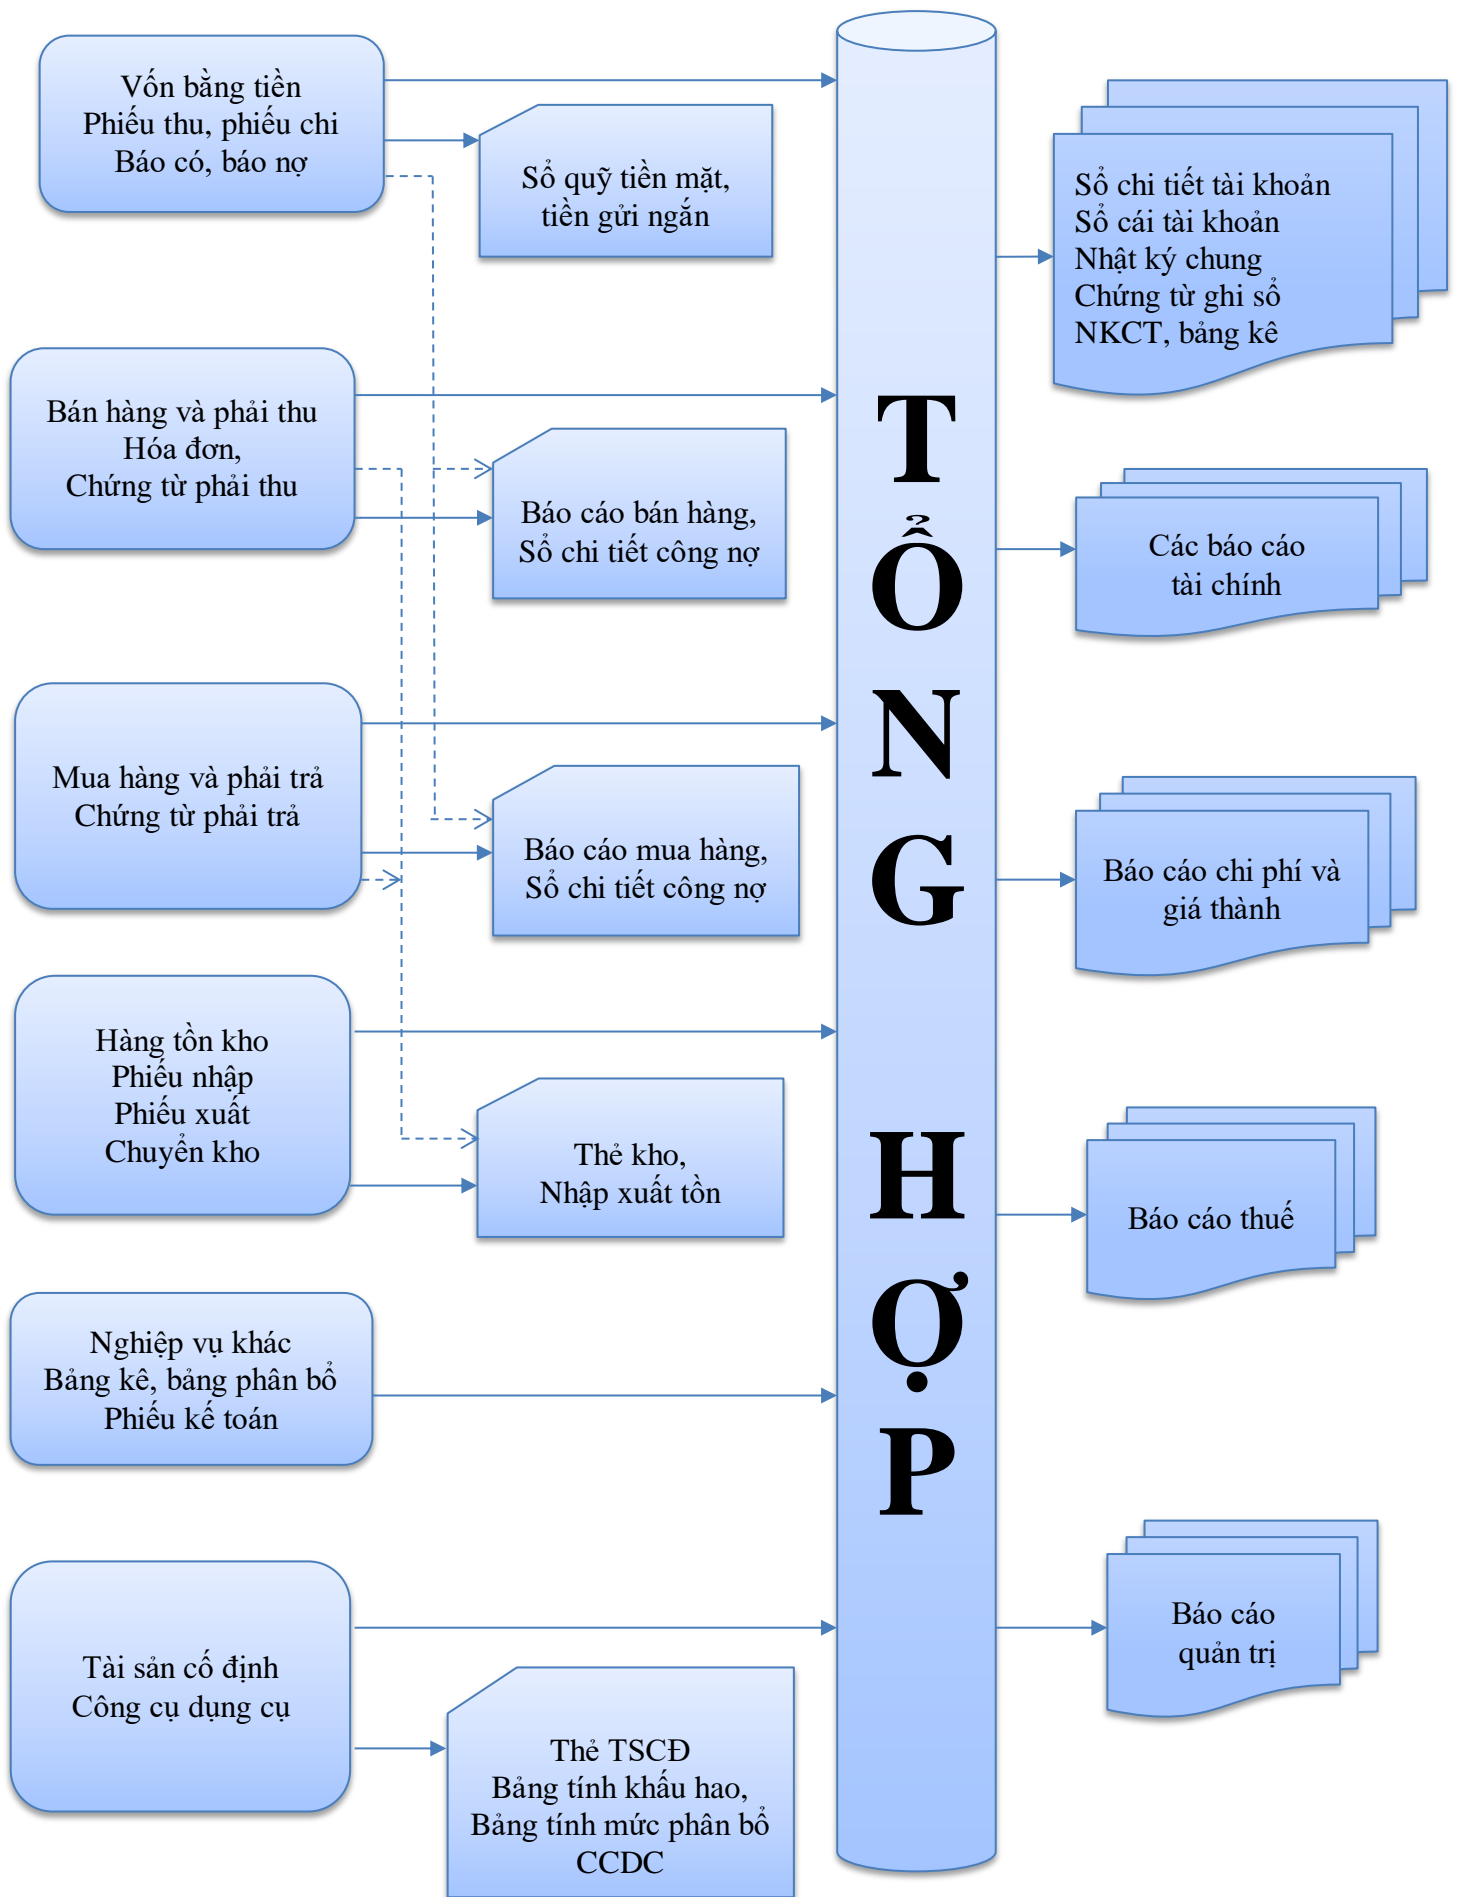 Vốn bằng tiền
Phiếu thu, phiếu chi
Báo có, báo nợ
Sổ quỹ tiền mặt,
tiền gửi ngắn
Bán hàng và phải thu
Hóa đơn,
Chứng từ phải thu
Báo cáo bán hàng,
Sổ chi tiết công nợ
Mua hàng và phải trả
Chứng từ phải trả
Báo cáo mua hàng,
Sổ chi tiết công nợ
Hàng tồn kho
Phiếu nhập
Phiếu xuất
Chuyển kho
Thẻ kho,
Nhập xuất tồn
Nghiệp vụ khác
Bảng kê, bảng phân bổ
Phiếu kế toán
Tài sản cố định
Công cụ dụng cụ
Thẻ TSCĐ
Bảng tính khấu hao,
Bảng tính mức phân bổ
CCDC
T
Ổ
N
G
H
Ợ
P
Sổ chi tiết tài khoản
Sổ cái tài khoản
Nhật ký chung
Chứng từ ghi sổ
NKCT, bảng kê
Các báo cáo
tài chính
Báo cáo chi phí và
giá thành
Báo cáo thuế
Báo cáo
quản trị